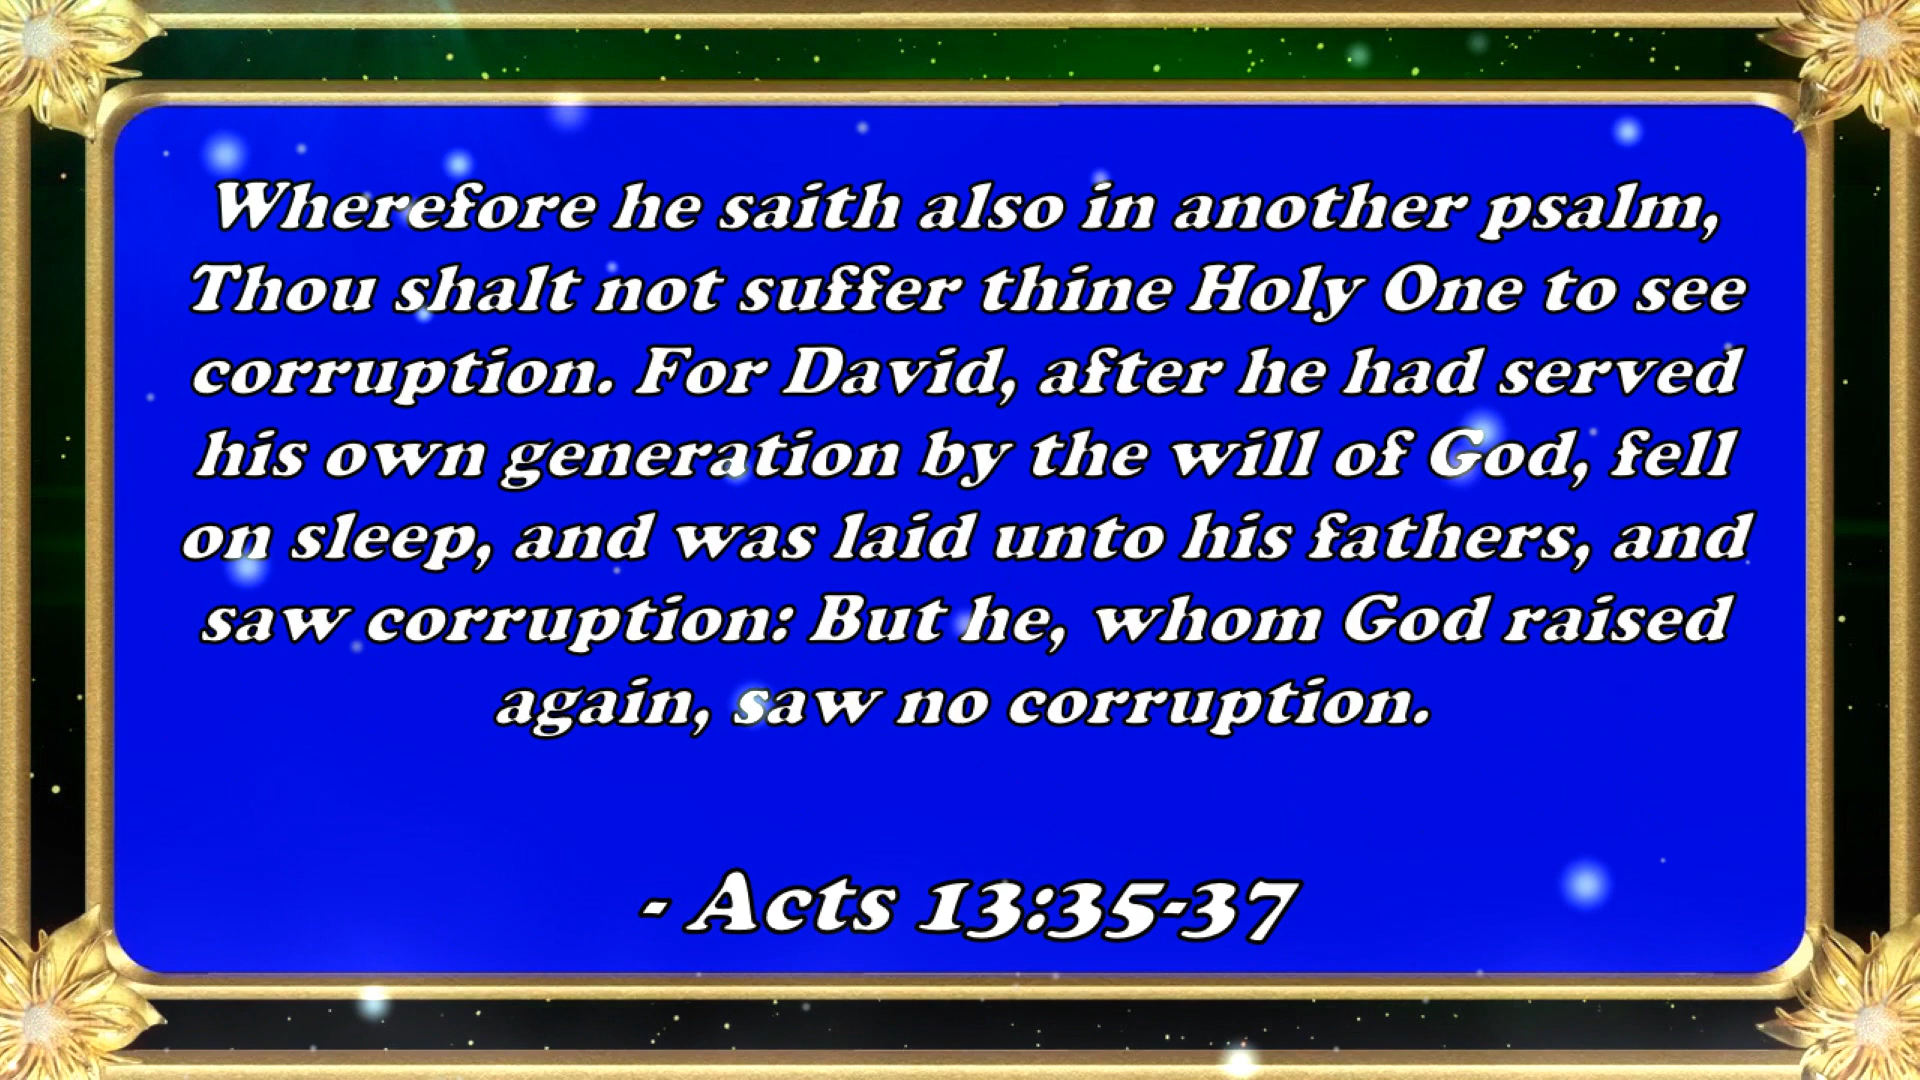 Wherefore he saith also in another psalm,
Thou shalt not suffer thine Holy One to see
corruption. For David, after he had served
his own generation by the will of God, fell
on sleep, and was laid unto his fathers, and
saw corruption: But he, whom God raised
again, saw no corruption.
- Acts 13:35-37